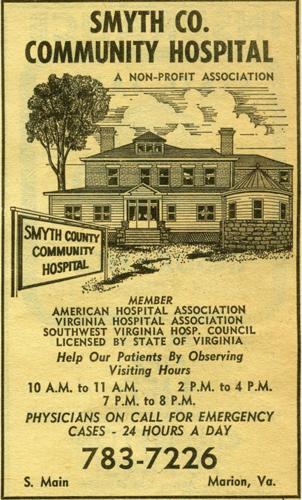 SMYTH CO.
COMMUNITY HOSPITAL
A NON-PROFIT ASSOCIATION
SMYTH COUNTY
COMMUNITY
HOSPITAL
MEMBER
AMERICAN HOSPITAL ASSOCIATION
VIRGINIA HOSPITAL ASSOCIATION
SOUTHWEST VIRGINIA HOSP. COUNCIL
LICENSED BY STATE OF VIRGINIA
Help Our Patients By Observing
Visiting Hours
10 A.M. to 11 A.M. 2 P.M. to 4 P.M.
7 P.M. to 8 P.M.
PHYSICIANS ON CALL FOR EMERGENCY
CASES - 24 HOURS A DAY
783-7226
S. Main Marion, Va.